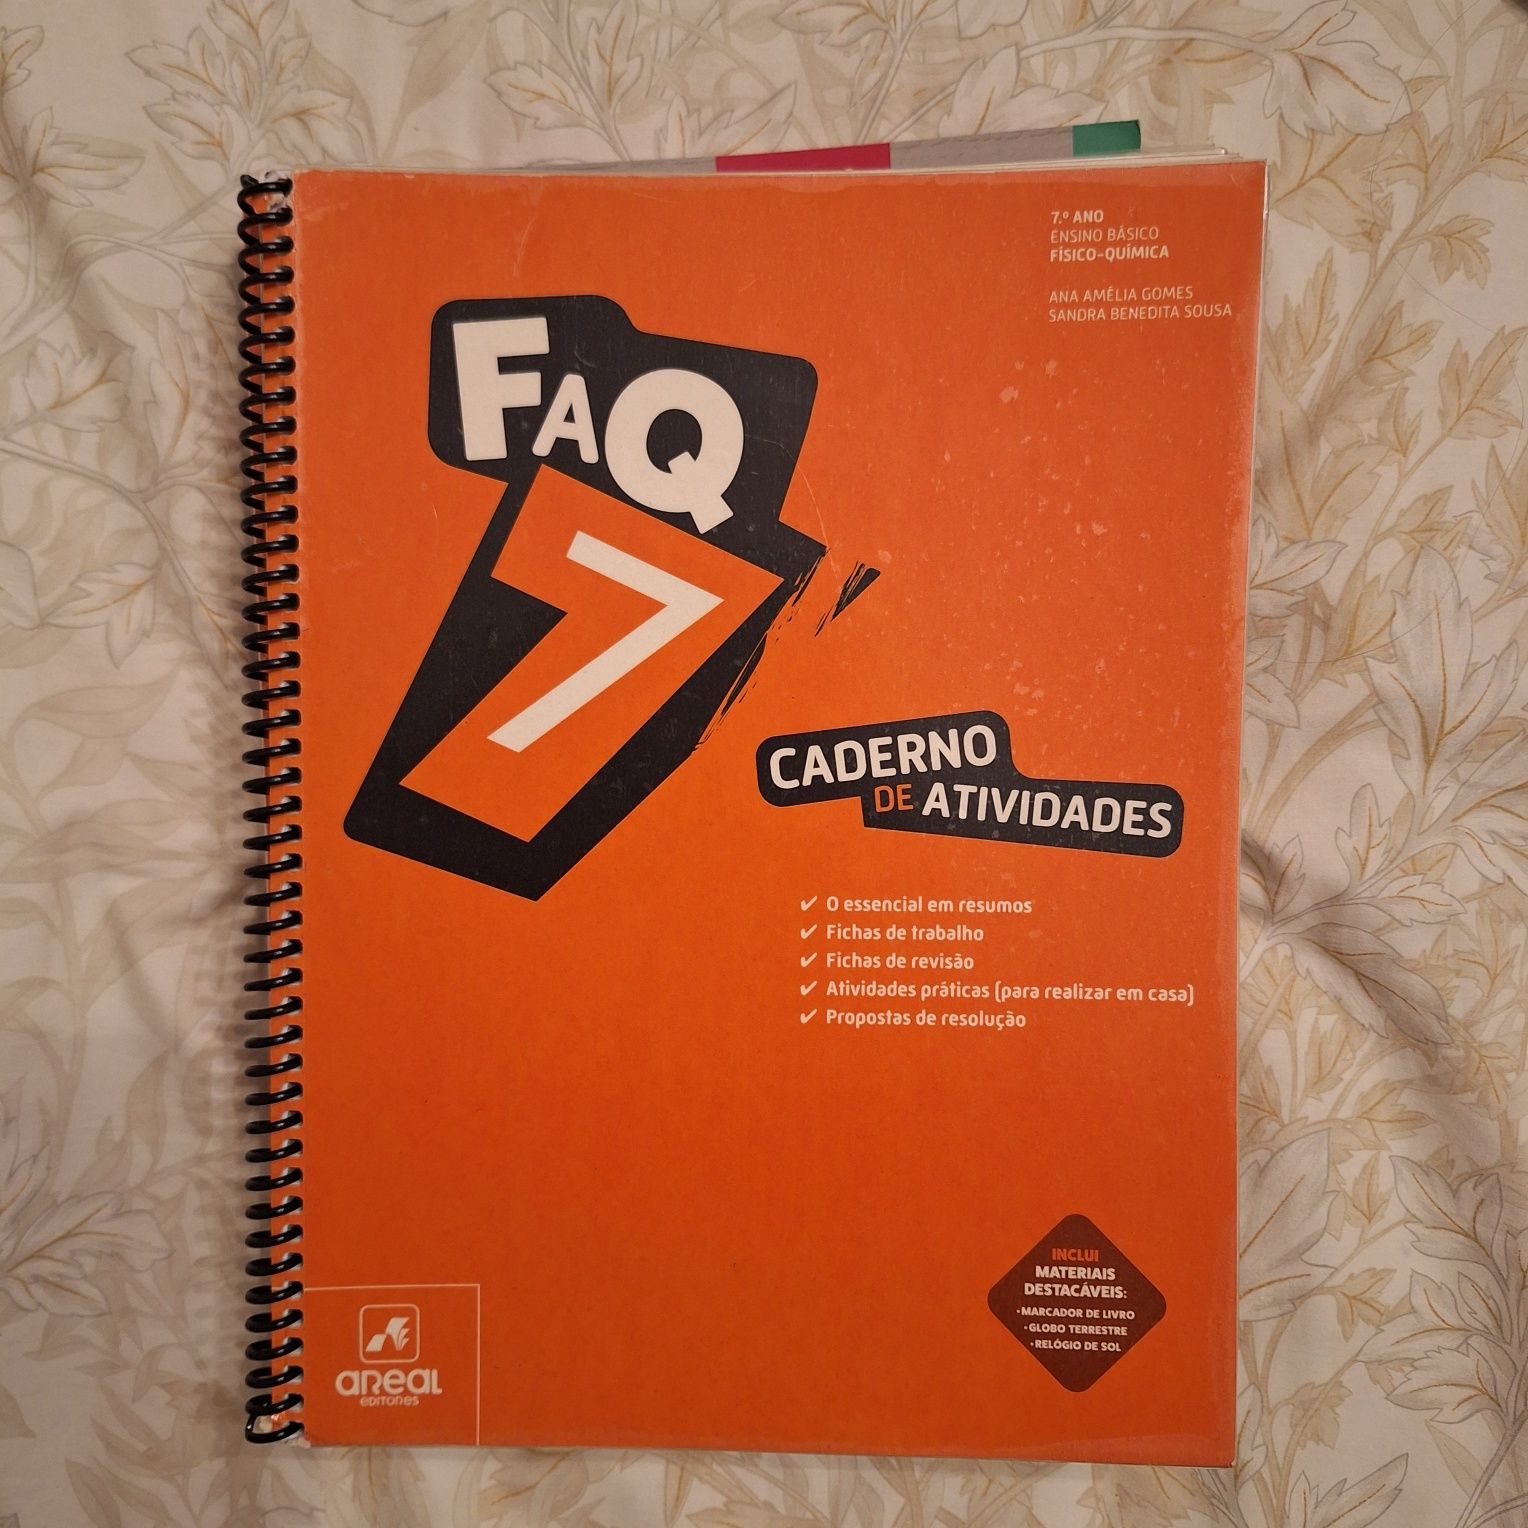 7.º ANO
ENSINO BÁSICO
FÍSICO-QUÍMICA
ANA AMÉLIA GOMES
SANDRA BENEDITA SOUSA
FAQ
7
CADERNO
DE ATIVIDADES
✔ O essencial em resumos
✔ Fichas de trabalho
✔ Fichas de revisão
✔ Atividades práticas (para realizar em casa)
✔ Propostas de resolução
INCLUI
MATERIAIS
DESTACÁVEIS:
• MARCADOR DE LIVRO
• GLOBO TERRESTRE
• RELÓGIO DE SOL
AREAL
EDITORES